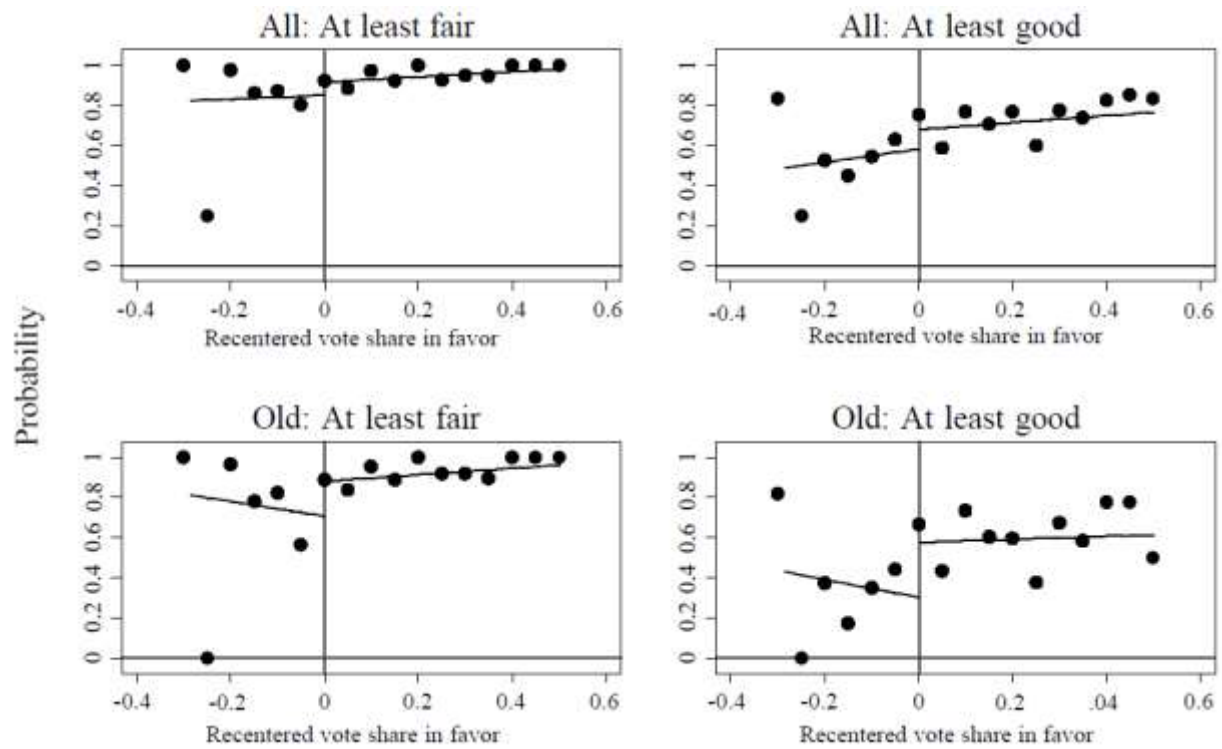 All: At least fair
0 0.2 0.4 0.6 0.8 1
-0.4 -0.2 0 0.2 0.4 0.6
Recentered vote share in favor
All: At least good
0 0.2 0.4 0.6 0.8 1
-0.4 -0.2 0 0.2 0.4 0.6
Recentered vote share in favor
Probability
Old: At least fair
0 0.2 0.4 0.6 0.8 1
-0.4 -0.2 0 0.2 0.4 0.6
Recentered vote share in favor
Old: At least good
0 0.2 0.4 0.6 0.8 1
-0.4 -0.2 0 0.2 .04 0.6
Recentered vote share in favor